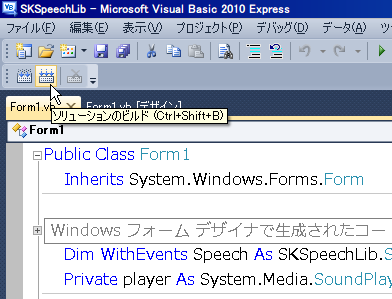 SKSpeechLib - Microsoft Visual Basic 2010 Express
ファイル(F) 編集(E) 表示(V) プロジェクト(P) デバッグ(D) データ(A)
Form1.v Form1.vb [デザイン]
ソリューションのビルド (Ctrl+Shift+B)
Form1
Public Class Form1
Inherits System.Windows.Forms.Form
Windows フォーム デザイナで生成されたコー
Dim WithEvents Speech As SKSpeechLib.S
Private player As System.Media.SoundPlay